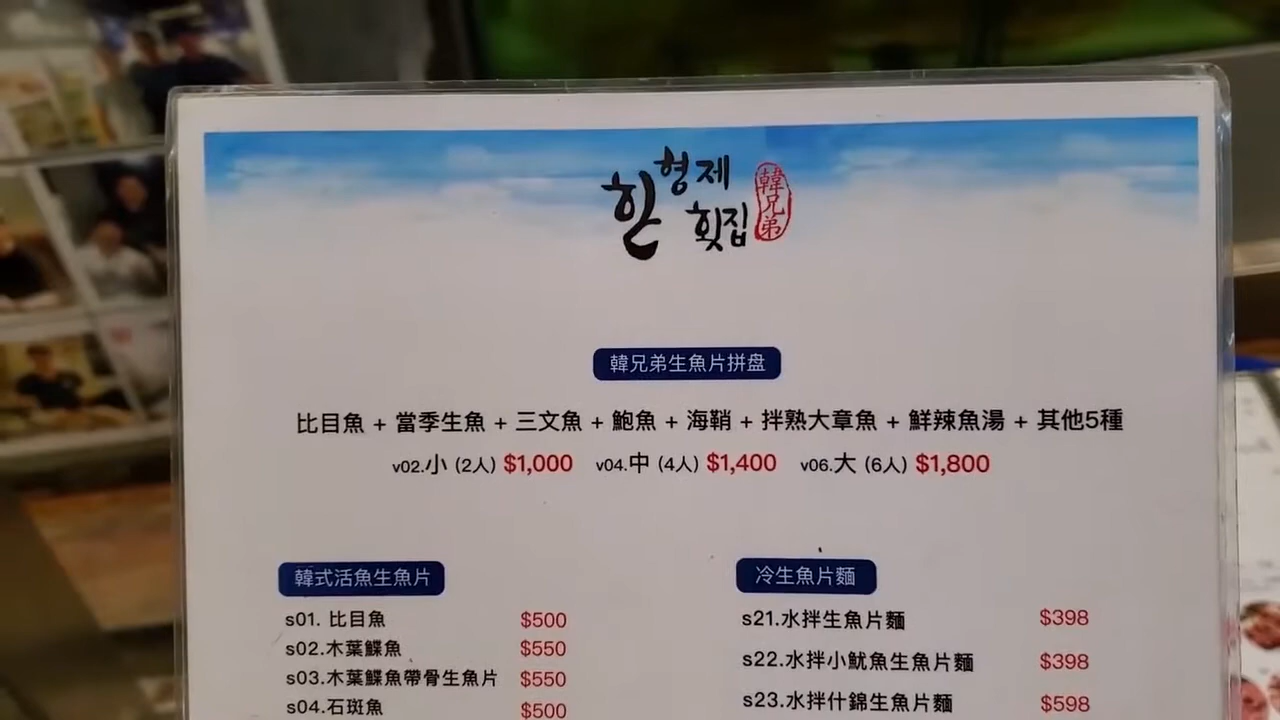 한형제
횟집
韓兄弟
韓兄弟生魚片拼盘
比目魚 + 當季生魚 + 三文魚 + 鮑魚 + 海鞘 + 拌熟大章魚 + 鮮辣魚湯 + 其他5種
v02.小 (2人) $1,000 v04.中 (4人) $1,400 v06.大 (6人) $1,800
韓式活魚生魚片
s01. 比目魚 $500
s02.木葉鰈魚 $550
s03.木葉鰈魚帶骨生魚片 $550
s04.石斑魚 $500
冷生魚片麵
s21.水拌生魚片麵 $398
s22.水拌小魷魚生魚片麵 $398
s23.水拌什錦生魚片麵 $598